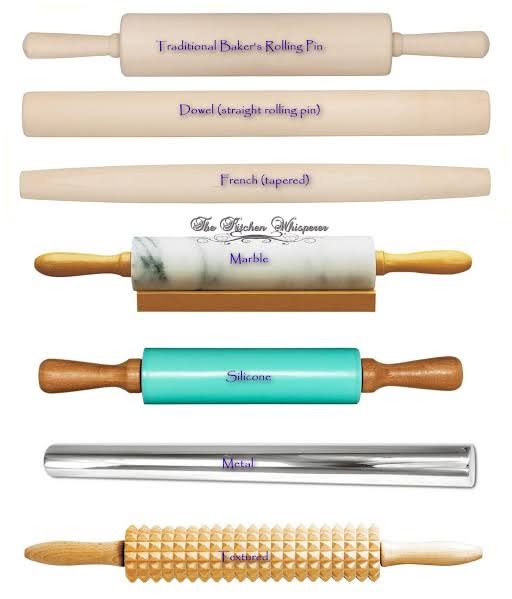 Traditional Baker's Rolling Pin
Dowel (straight rolling pin)
French (tapered)
The Kitchen Whisperer
Marble
Silicone
Metal
Textured